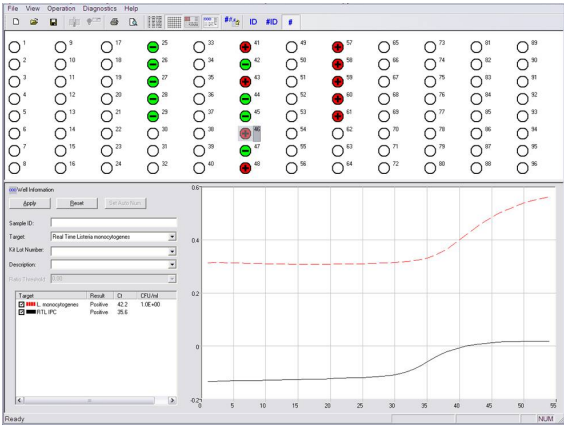 File View Operation Diagnostics Help
ID #ID #
1 9 17 25 33 41 49 57 65 73 81 89
2 10 18 26 34 42 50 58 66 74 82 90
3 11 19 27 35 43 51 59 67 75 83 91
4 12 20 28 36 44 52 60 68 76 84 92
5 13 21 29 37 45 53 61 69 77 85 93
6 14 22 30 38 46 54 62 70 78 86 94
7 15 23 31 39 47 55 63 71 79 87 95
8 16 24 32 40 48 56 64 72 80 88 96
Well Information
Apply Reset Set Auto Num
Sample ID:
Target: Real Time Listeria monocytogenes
Kit Lot Number:
Description:
Ratio Threshold: 0.00
Target Result Ct CFU/ml
L. monocytogenes Positive 42.2 1.0E+00
RTL IPC Positive 35.6
0.6
0.4
0.2
0
-0.2
0 5 10 15 20 25 30 35 40 45 50 55
Ready
NUM